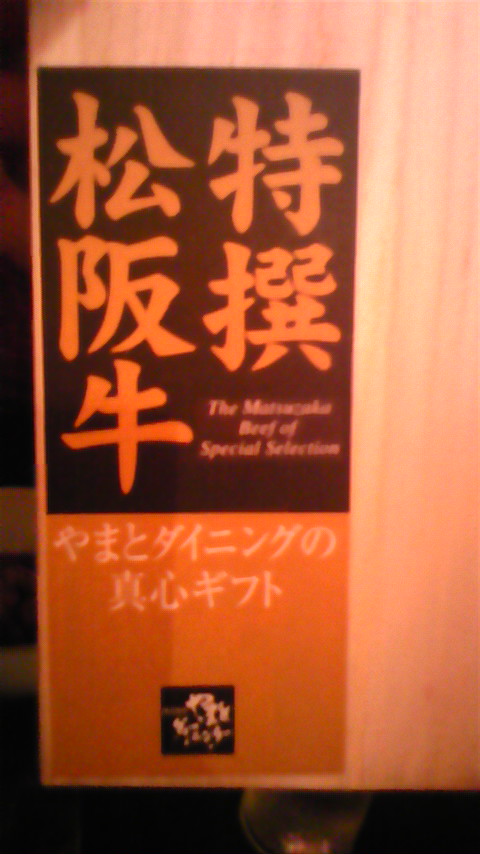 特撰
松阪牛
The Matsuzaka
Beef of
Special Selection
やまとダイニングの
真心ギフト